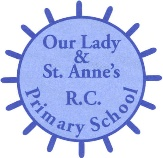 Our Lady
&
St. Anne's
R.C.
Primary School